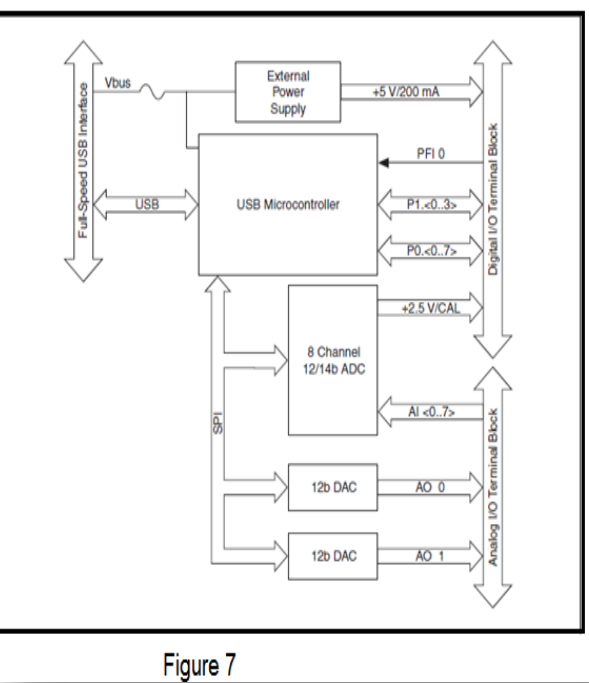 Full-Speed USB Interface
Vbus
External
Power
Supply
+5 V/200 mA
Digital I/O Terminal Block
PFI 0
USB
USB Microcontroller
P1.<0..3>
P0.<0..7>
+2.5 V/CAL
8 Channel
12/14b ADC
AI <0..7>
SPI
Analog I/O Terminal Block
12b DAC
AO 0
12b DAC
AO 1
Figure 7